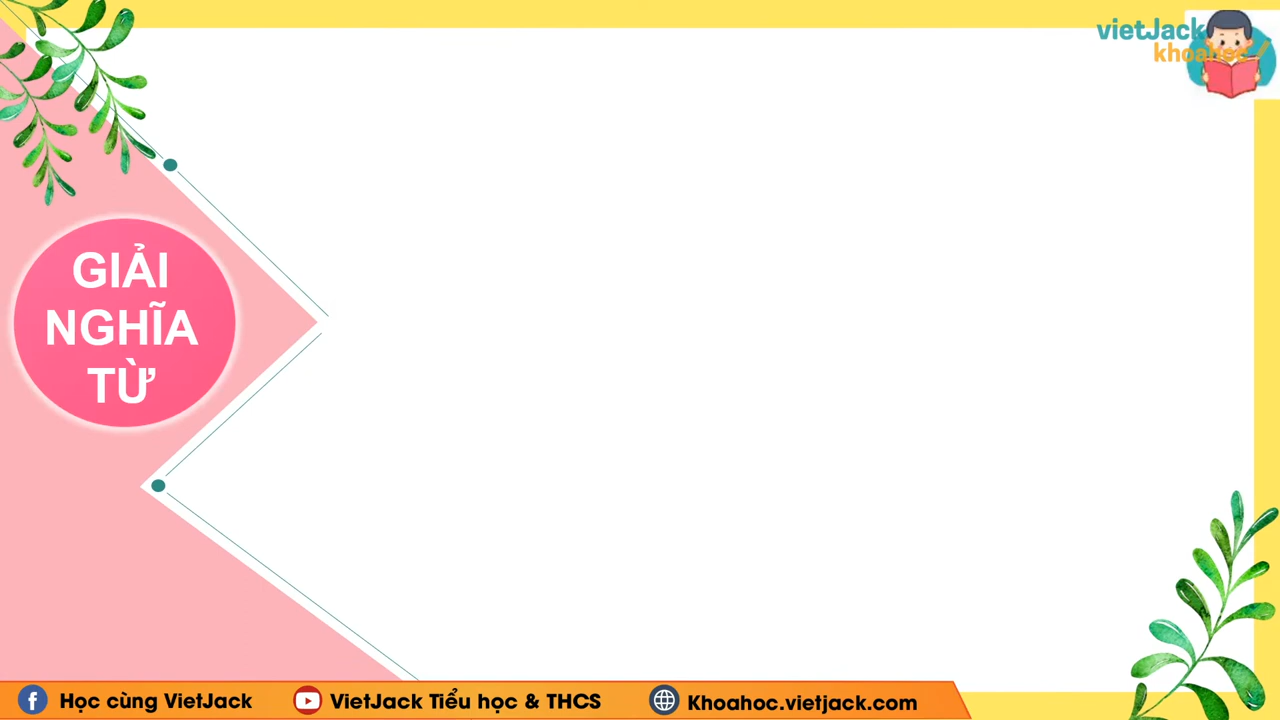 vietJack
khoahoc
GIẢI
NGHĨA
TỪ
Học cùng VietJack
VietJack Tiểu học & THCS
Khoahoc.vietjack.com